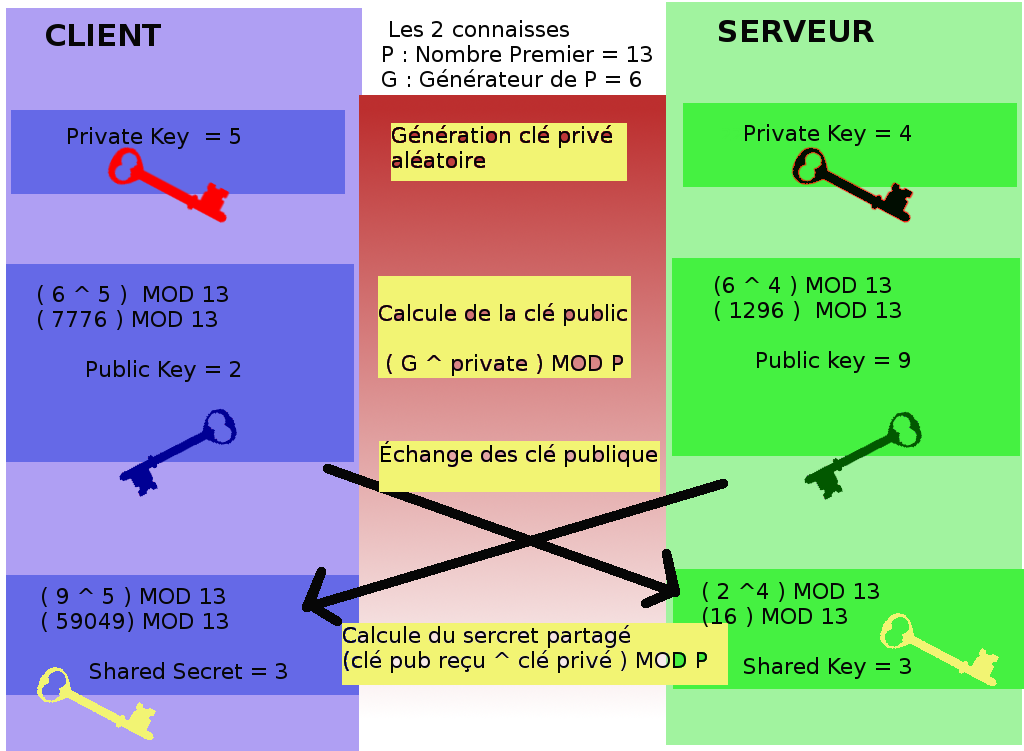 CLIENT
Les 2 connaisses
P : Nombre Premier = 13
G : Générateur de P = 6
SERVEUR
Private Key  = 5
Génération clé privé
aléatoire
Private Key = 4
( 6 ^ 5 )  MOD 13
( 7776 ) MOD 13
Public Key = 2
Calcule de la clé public
( G ^ private ) MOD P
(6 ^ 4 ) MOD 13
( 1296 )  MOD 13
Public key = 9
Échange des clé publique
( 9 ^ 5 ) MOD 13
( 59049) MOD 13
Shared Secret = 3
Calcule du sercret partagé
(clé pub reçu ^ clé privé ) MOD P
( 2 ^4 ) MOD 13
(16 ) MOD 13
Shared Key = 3